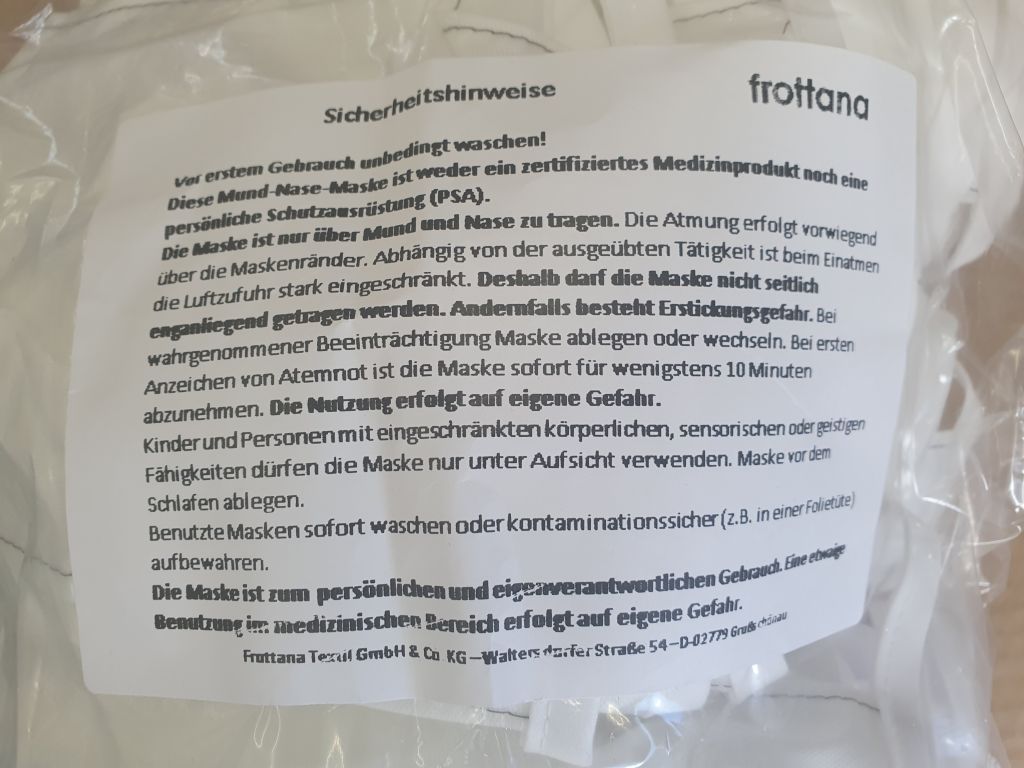 Sicherheitshinweise
frottana
Vor erstem Gebrauch unbedingt waschen!
Diese Mund-Nase-Maske ist weder ein zertifiziertes Medizinprodukt noch eine
persönliche Schutzausrüstung (PSA).
Die Maske ist nur über Mund und Nase zu tragen. Die Atmung erfolgt vorwiegend
über die Maskenränder. Abhängig von der ausgeübten Tätigkeit ist beim Einatmen
die Luftzufuhr stark eingeschränkt. Deshalb darf die Maske nicht seitlich
enganliegend getragen werden. Andernfalls besteht Erstickungsgefahr. Bei
wahrgenommener Beeinträchtigung Maske ablegen oder wechseln. Bei ersten
Anzeichen von Atemnot ist die Maske sofort für wenigstens 10 Minuten
abzunehmen. Die Nutzung erfolgt auf eigene Gefahr.
Kinder und Personen mit eingeschränkten körperlichen, sensorischen oder geistigen
Fähigkeiten dürfen die Maske nur unter Aufsicht verwenden. Maske vor dem
Schlafen ablegen.
Benutzte Masken sofort waschen oder kontaminationssicher (z.B. in einer Folietüte)
aufbewahren.
Die Maske ist zum persönlichen und eigenverantwortlichen Gebrauch. Eine etwaige
Benutzung im medizinischen Bereich erfolgt auf eigene Gefahr.
Frottana Textil GmbH & Co KG – Waltersdorfer Straße 54 – D-02779 Großschönau